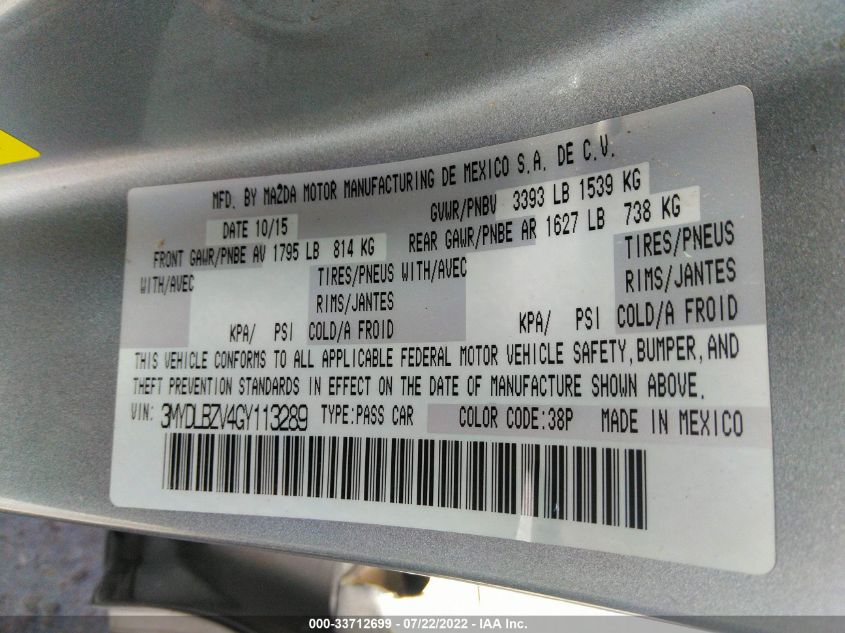 MFD. BY MAZDA MOTOR MANUFACTURING DE MEXICO S.A. DE C.V.
DATE 10/15 GVWR/PNBV 3393 LB 1539 KG
FRONT GAWR/PNBE AV 1795 LB 814 KG REAR GAWR/PNBE AR 1627 LB 738 KG
WITH/AVEC TIRES/PNEUS WITH/AVEC TIRES/PNEUS
RIMS/JANTES RIMS/JANTES
KPA/ PSI COLD/A FROID KPA/ PSI COLD/A FROID
THIS VEHICLE CONFORMS TO ALL APPLICABLE FEDERAL MOTOR VEHICLE SAFETY, BUMPER, AND
THEFT PREVENTION STANDARDS IN EFFECT ON THE DATE OF MANUFACTURE SHOWN ABOVE.
VIN: 3MYDLBZV4GY113289 TYPE:PASS CAR COLOR CODE:38P MADE IN MEXICO
000-33712699 - 07/22/2022 - IAA Inc.